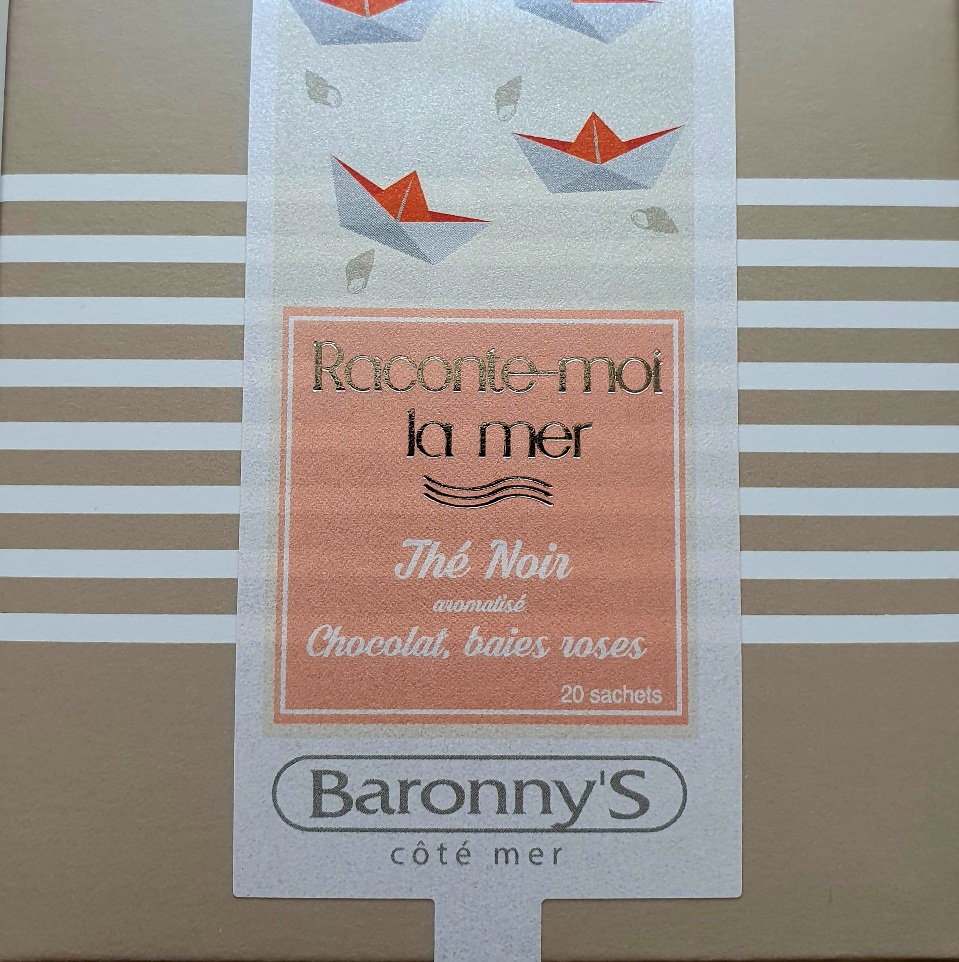 Raconte-moi
la mer
Thé Noir
aromatisé
Chocolat, baies roses
20 sachets
Baronny'S
côté mer